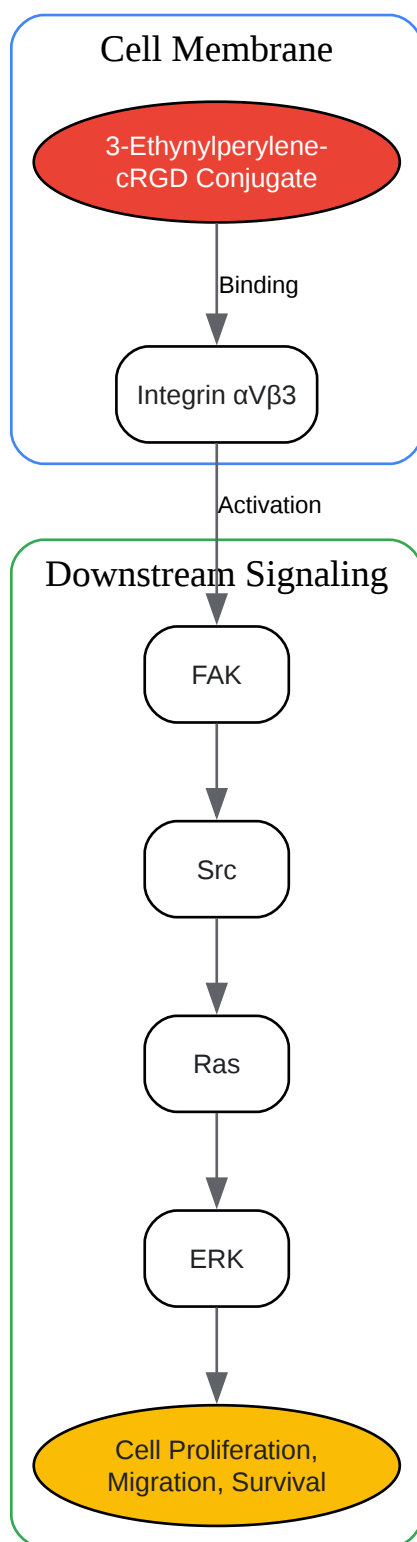 Cell Membrane
3-Ethynylperylene-
cRGD Conjugate
Binding
Integrin αVβ3
Activation
Downstream Signaling
FAK
Src
Ras
ERK
Cell Proliferation,
Migration, Survival